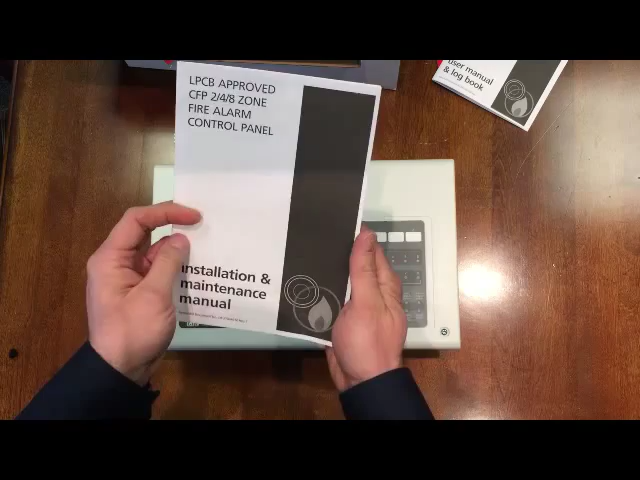 LPCB APPROVED
CFP 2/4/8 ZONE
FIRE ALARM
CONTROL PANEL
installation &
maintenance
manual
user manual
& log book